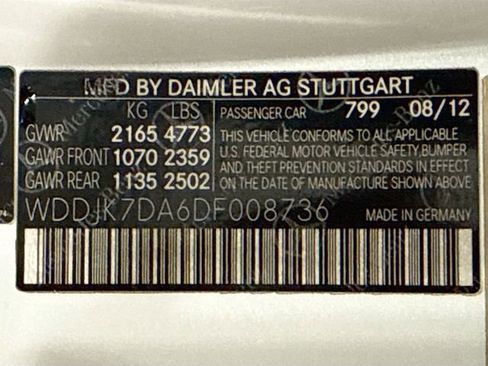 MFD BY DAIMLER AG STUTTGART
KG LBS
GVWR 2165 4773
GAWR FRONT 1070 2359
GAWR REAR 1135 2502
PASSENGER CAR 799 08/12
THIS VEHICLE CONFORMS TO ALL APPLICABLE
U.S. FEDERAL MOTOR VEHICLE SAFETY,BUMPER
AND THEFT PREVENTION STANDARDS IN EFFECT
ON THE DATE OF MANUFACTURE SHOWN ABOVE.
WDDJK7DA6DF008736
MADE IN GERMANY